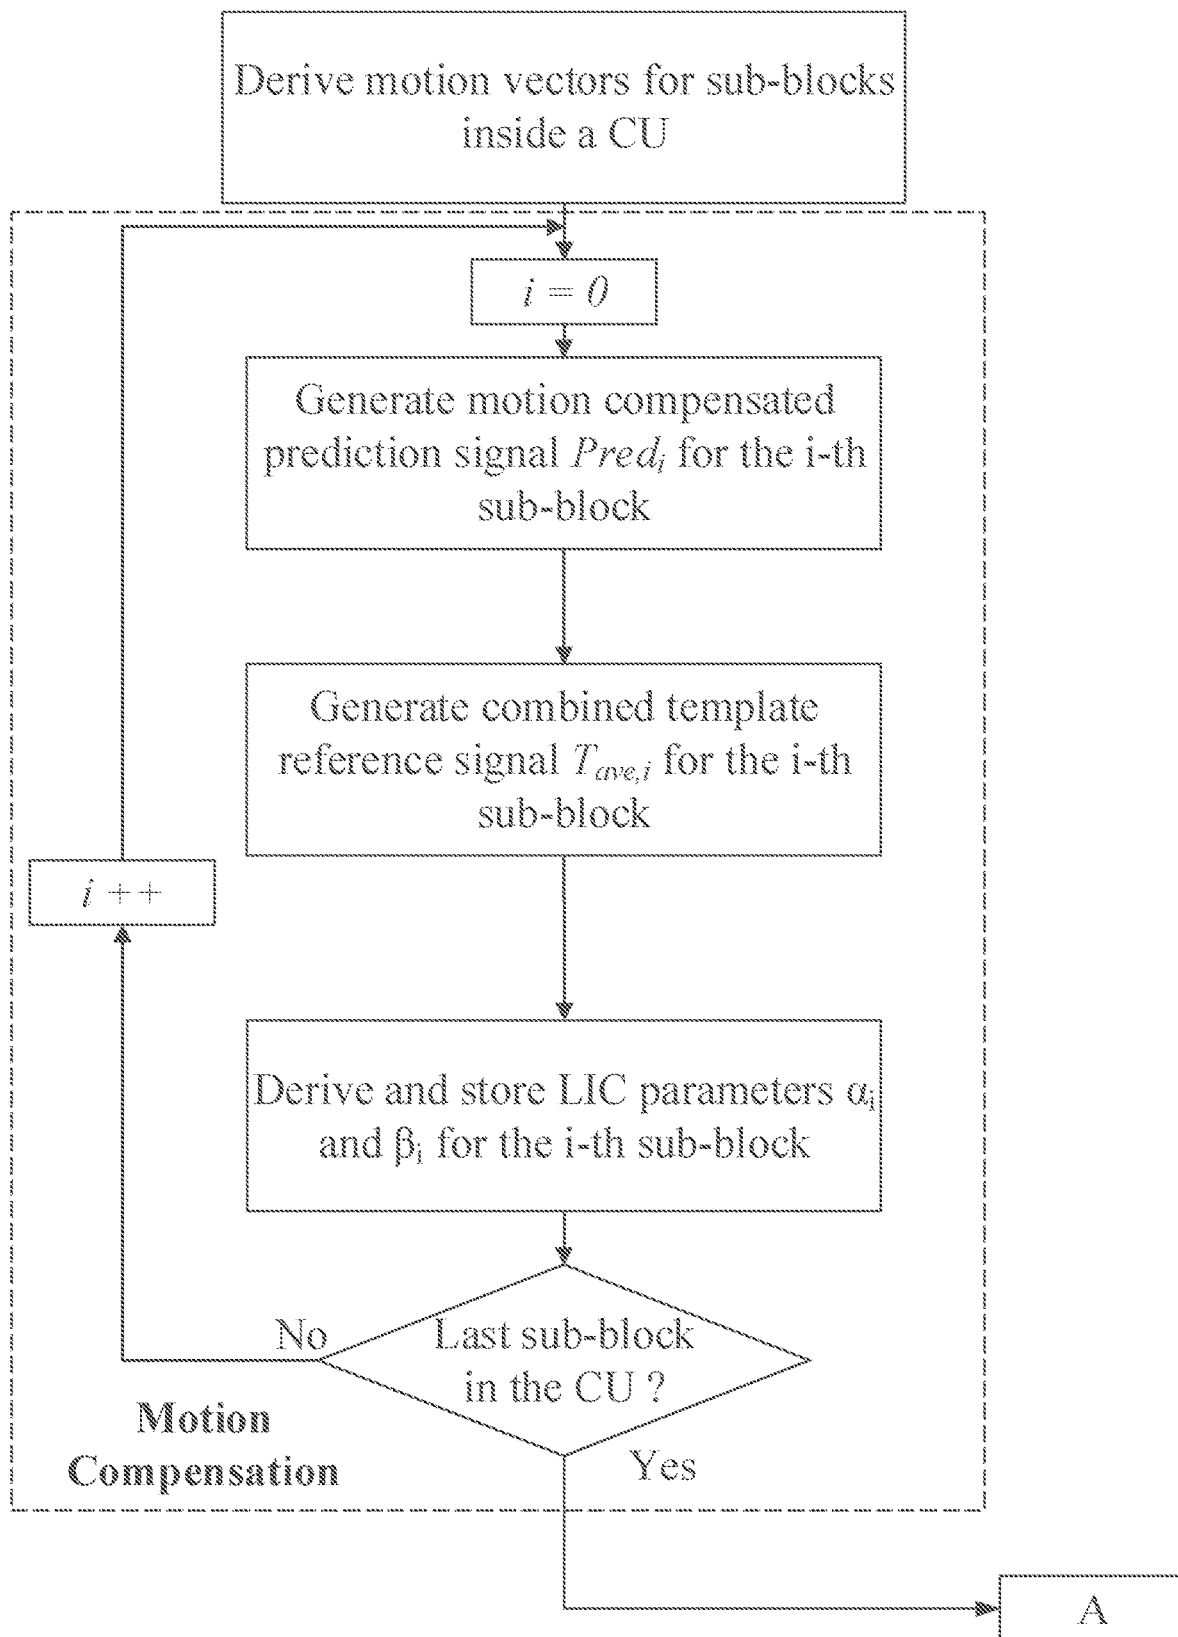 Derive motion vectors for sub-blocks
inside a CU
i = 0
Generate motion compensated
prediction signal Predᵢ for the i-th
sub-block
Generate combined template
reference signal T_ave,i for the i-th
sub-block
i ++
Derive and store LIC parameters αᵢ
and βᵢ for the i-th sub-block
No
Last sub-block
in the CU ?
Motion
Compensation
Yes
A